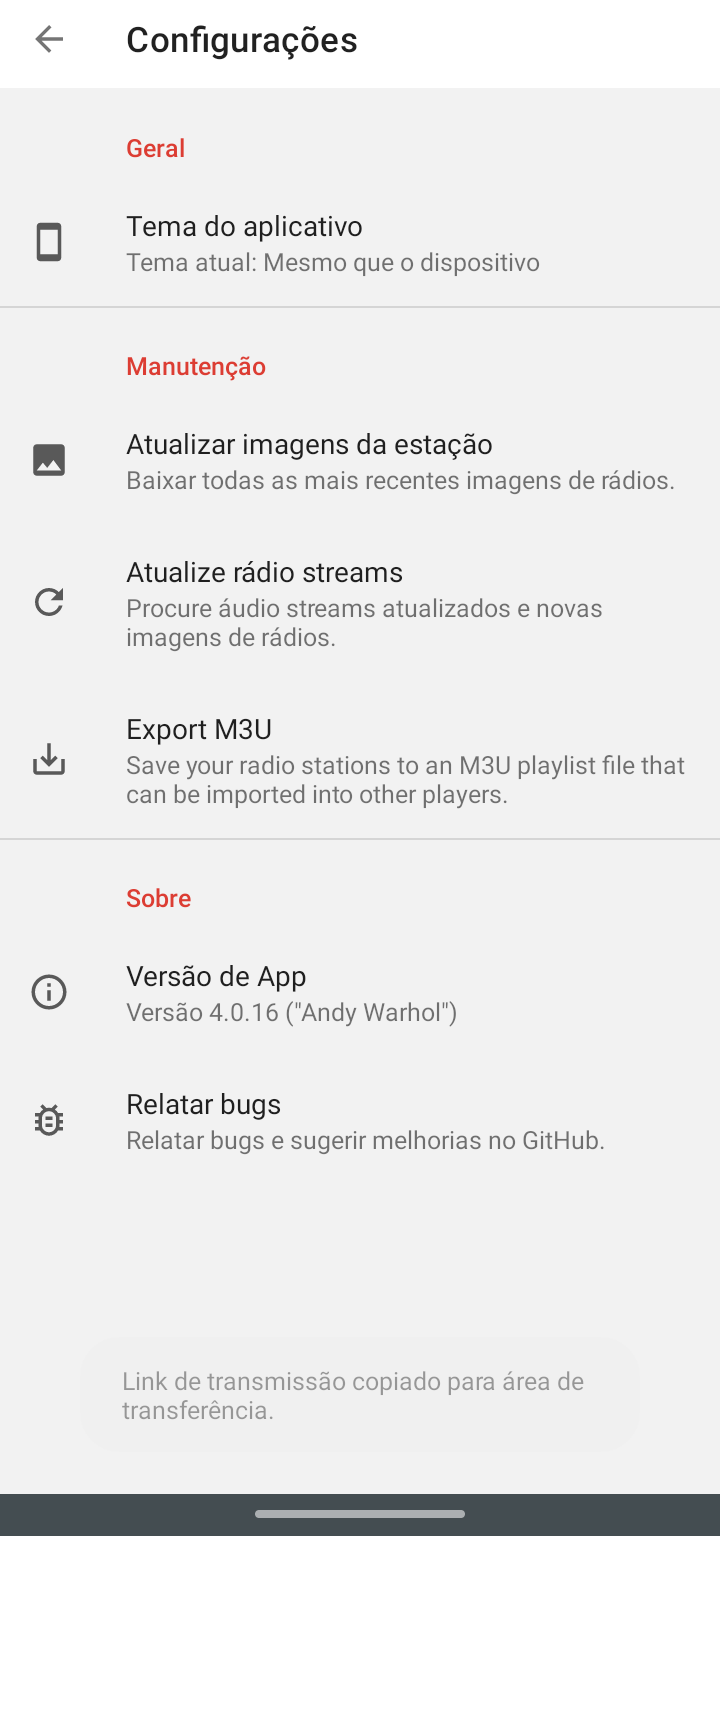 Configurações
Geral
Tema do aplicativo
Tema atual: Mesmo que o dispositivo
Manutenção
Atualizar imagens da estação
Baixar todas as mais recentes imagens de rádios.
Atualize rádio streams
Procure áudio streams atualizados e novas
imagens de rádios.
Export M3U
Save your radio stations to an M3U playlist file that
can be imported into other players.
Sobre
Versão de App
Versão 4.0.16 ("Andy Warhol")
Relatar bugs
Relatar bugs e sugerir melhorias no GitHub.
Link de transmissão copiado para área de
transferência.